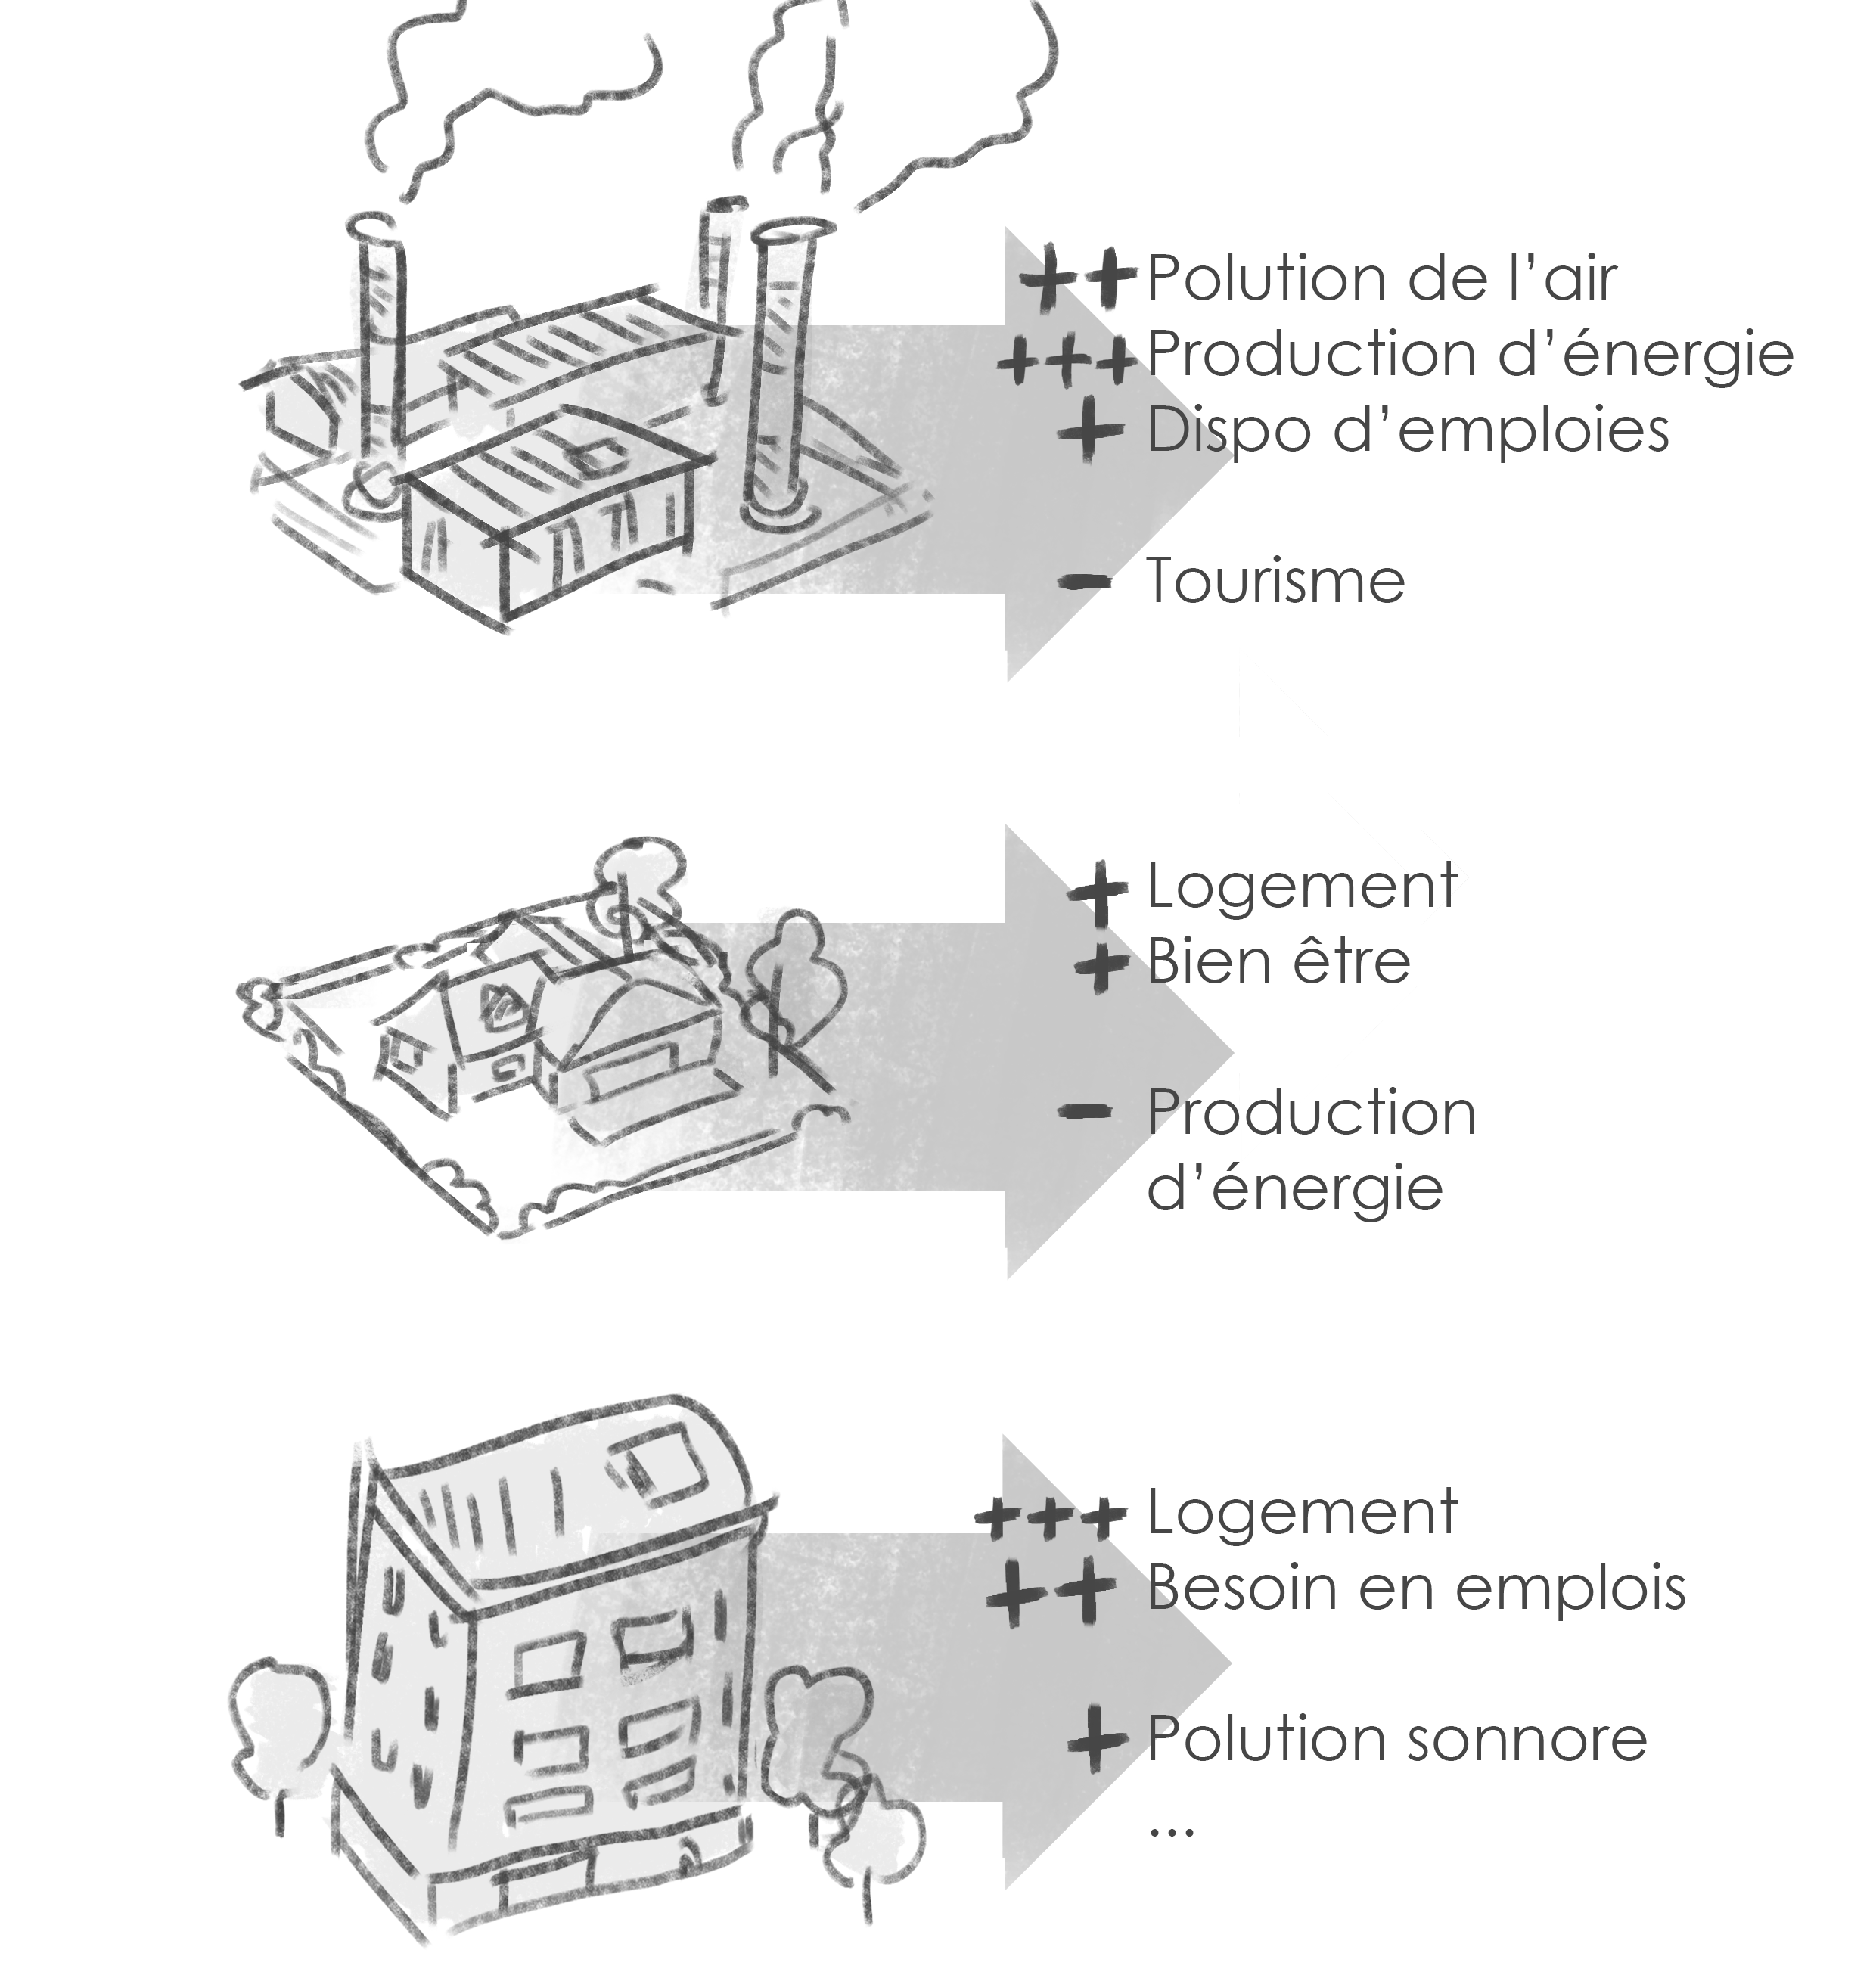 ++ Polution de l’air
+++ Production d’énergie
+ Dispo d’emploies
- Tourisme
+ Logement
+ Bien être
- Production
d’énergie
+++ Logement
++ Besoin en emplois
+ Polution sonnore
...